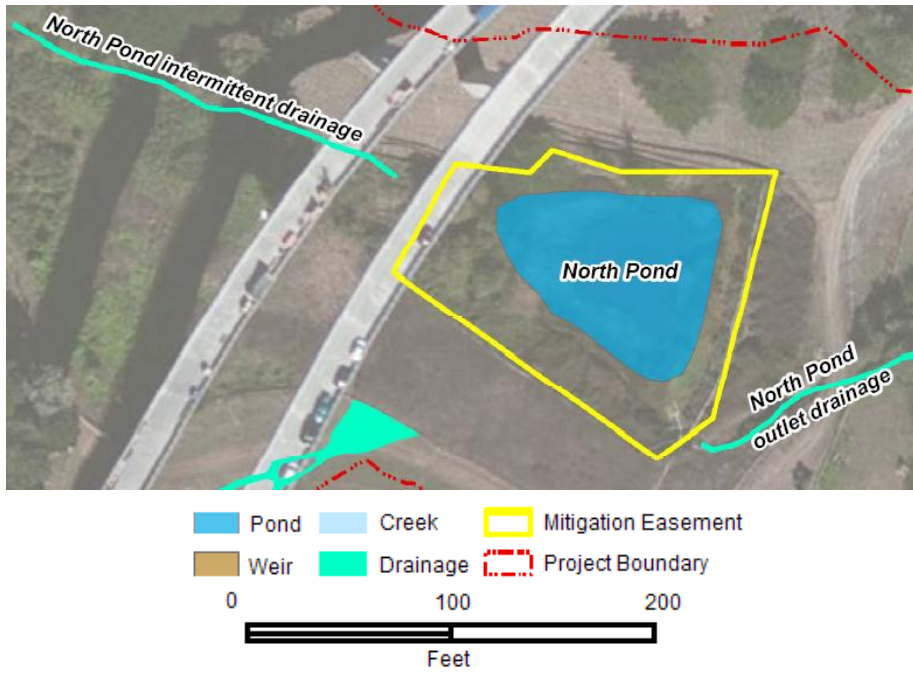 North Pond intermittent drainage
North Pond
North Pond
outlet drainage
Pond Creek Mitigation Easement
Weir Drainage Project Boundary
0 100 200
Feet